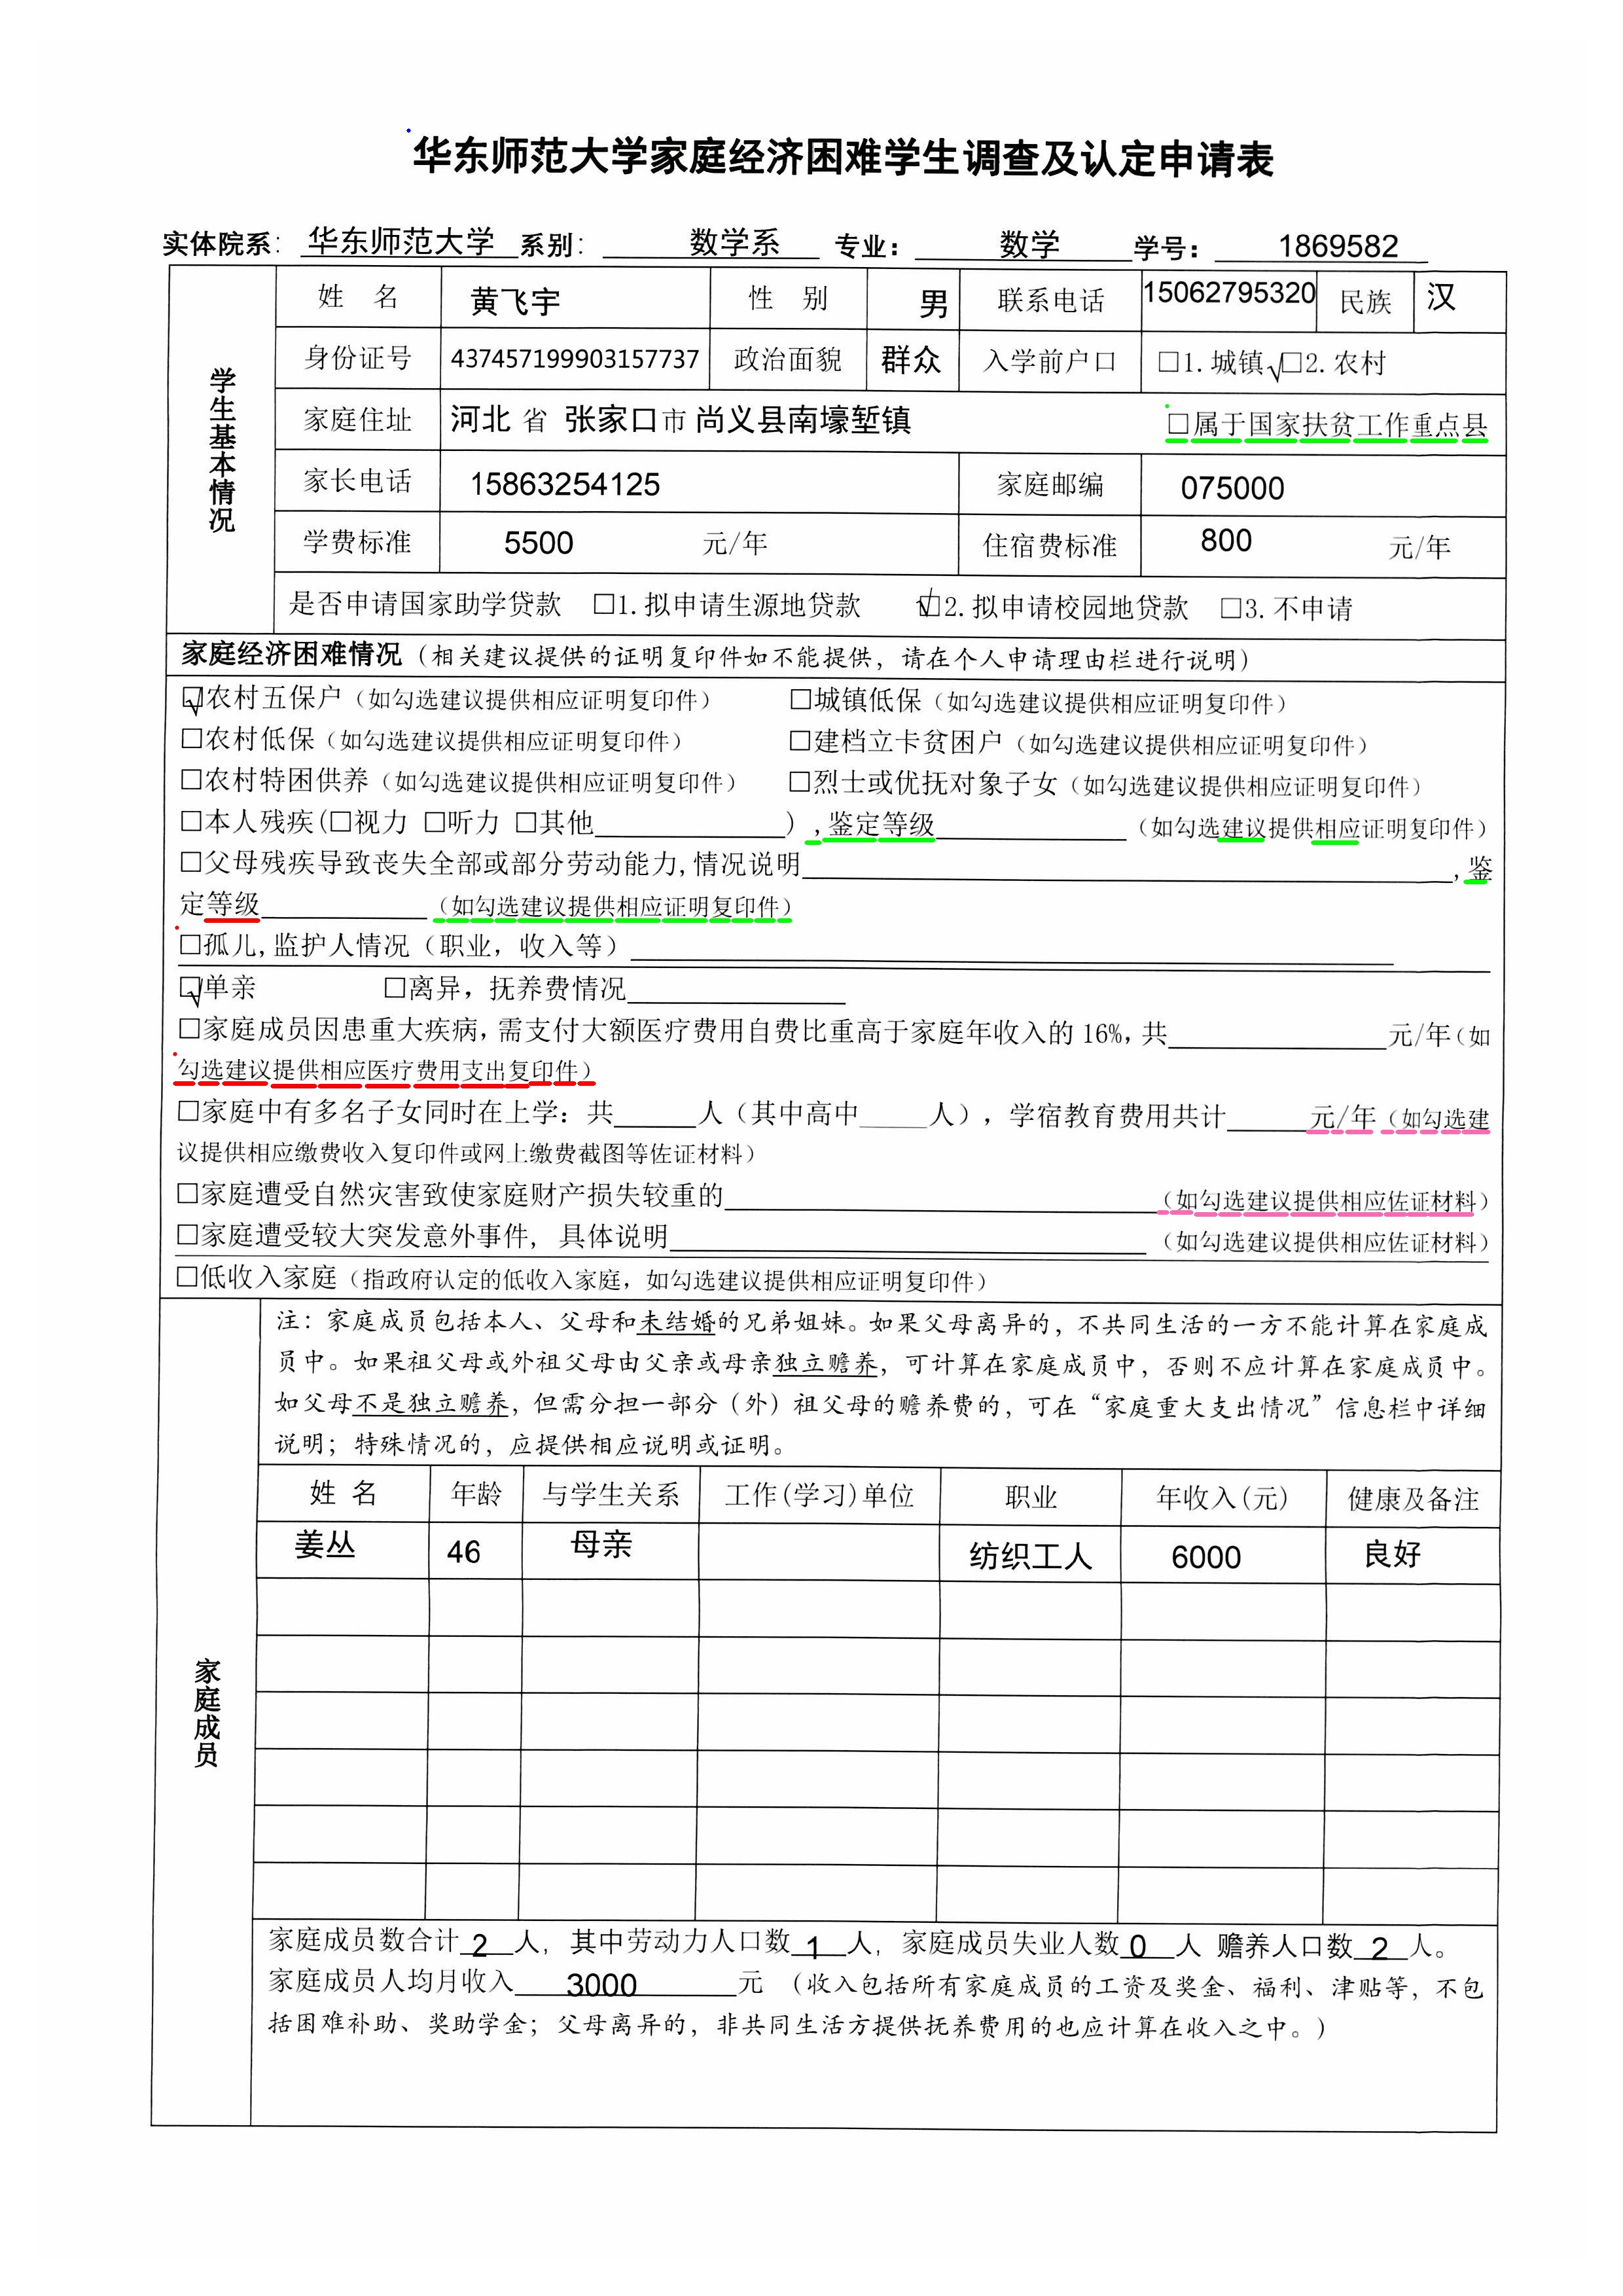 华东师范大学家庭经济困难学生调查及认定申请表
实体院系: 华东师范大学 系别: 数学系 专业: 数学 学号: 1869582
学生基本情况
姓 名 黄飞宇 性 别 男 联系电话 15062795320 民族 汉
身份证号 437457199903157737 政治面貌 群众 入学前户口 □1.城镇√□2.农村
家庭住址 河北 省 张家口市 尚义县南壕堑镇 □属于国家扶贫工作重点县
家长电话 15863254125 家庭邮编 075000
学费标准 5500 元/年 住宿费标准 800 元/年
是否申请国家助学贷款 □1.拟申请生源地贷款 ☑2.拟申请校园地贷款 □3.不申请
家庭经济困难情况（相关建议提供的证明复印件如不能提供，请在个人申请理由栏进行说明）
☑农村五保户（如勾选建议提供相应证明复印件） □城镇低保（如勾选建议提供相应证明复印件）
□农村低保（如勾选建议提供相应证明复印件） □建档立卡贫困户（如勾选建议提供相应证明复印件）
□农村特困供养（如勾选建议提供相应证明复印件） □烈士或优抚对象子女（如勾选建议提供相应证明复印件）
□本人残疾(□视力 □听力 □其他______) ,鉴定等级______（如勾选建议提供相应证明复印件）
□父母残疾导致丧失全部或部分劳动能力,情况说明______,鉴
定等级______（如勾选建议提供相应证明复印件）
□孤儿,监护人情况（职业，收入等）______
☑单亲 □离异，抚养费情况______
□家庭成员因患重大疾病,需支付大额医疗费用自费比重高于家庭年收入的16%,共______元/年（如
勾选建议提供相应医疗费用支出复印件）
□家庭中有多名子女同时在上学：共____人（其中高中____人），学宿教育费用共计____元/年（如勾选建
议提供相应缴费收入复印件或网上缴费截图等佐证材料）
□家庭遭受自然灾害致使家庭财产损失较重的______（如勾选建议提供相应佐证材料）
□家庭遭受较大突发意外事件，具体说明______（如勾选建议提供相应佐证材料）
□低收入家庭（指政府认定的低收入家庭，如勾选建议提供相应证明复印件）
家庭成员
注：家庭成员包括本人、父母和未结婚的兄弟姐妹。如果父母离异的，不共同生活的一方不能计算在家庭成
员中。如果祖父母或外祖父母由父亲或母亲独立赡养，可计算在家庭成员中，否则不应计算在家庭成员中。
如父母不是独立赡养，但需分担一部分（外）祖父母的赡养费的，可在“家庭重大支出情况”信息栏中详细
说明；特殊情况的，应提供相应说明或证明。
姓 名 年龄 与学生关系 工作(学习)单位 职业 年收入(元) 健康及备注
姜丛 46 母亲 纺织工人 6000 良好
家庭成员数合计 2 人，其中劳动力人口数 1 人，家庭成员失业人数 0 人 赡养人口数 2 人。
家庭成员人均月收入 3000 元 （收入包括所有家庭成员的工资及奖金、福利、津贴等，不包
括困难补助、奖助学金；父母离异的，非共同生活方提供抚养费用的也应计算在收入之中。）